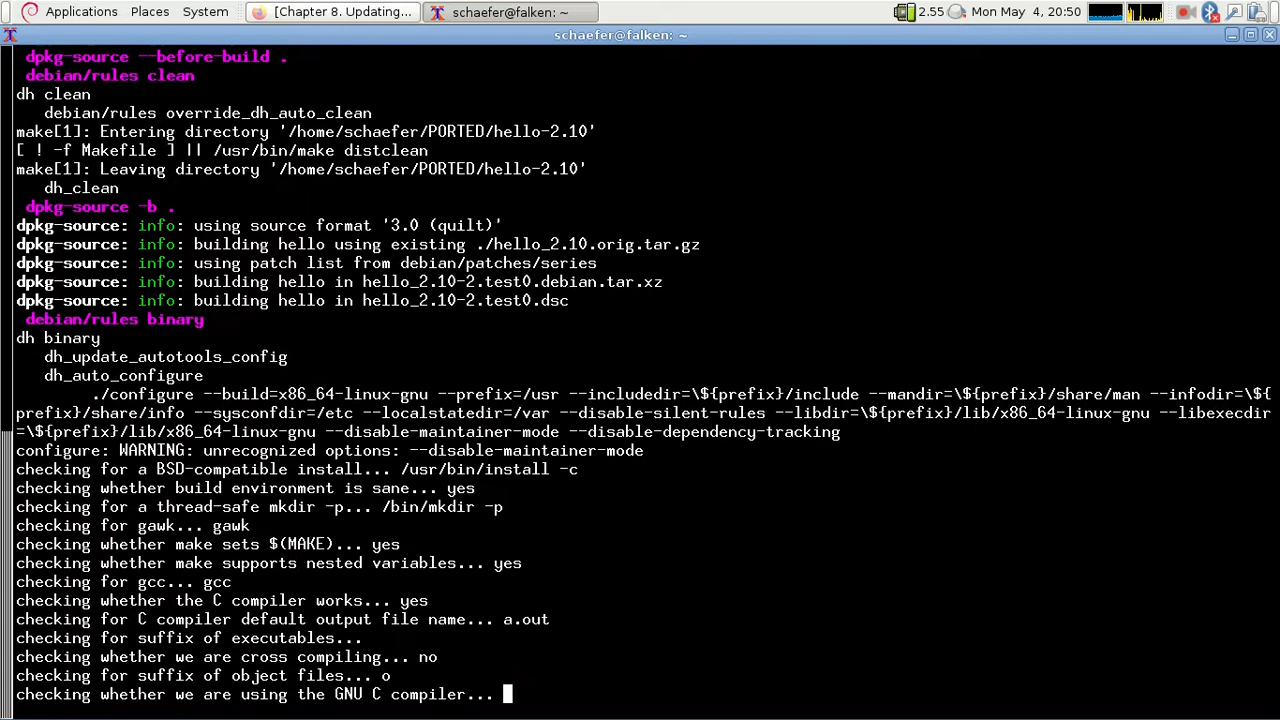 Applications Places System [Chapter 8. Updating... schaefer@falken: ~ 2.55 Mon May 4, 20:50
schaefer@falken: ~
dpkg-source --before-build .
debian/rules clean
dh clean
debian/rules override_dh_auto_clean
make[1]: Entering directory '/home/schaefer/PORTED/hello-2.10'
[ ! -f Makefile ] || /usr/bin/make distclean
make[1]: Leaving directory '/home/schaefer/PORTED/hello-2.10'
dh_clean
dpkg-source -b .
dpkg-source: info: using source format '3.0 (quilt)'
dpkg-source: info: building hello using existing ./hello_2.10.orig.tar.gz
dpkg-source: info: using patch list from debian/patches/series
dpkg-source: info: building hello in hello_2.10-2.test0.debian.tar.xz
dpkg-source: info: building hello in hello_2.10-2.test0.dsc
debian/rules binary
dh binary
dh_update_autotools_config
dh_auto_configure
./configure --build=x86_64-linux-gnu --prefix=/usr --includedir=\${prefix}/include --mandir=\${prefix}/share/man --infodir=\${
prefix}/share/info --sysconfdir=/etc --localstatedir=/var --disable-silent-rules --libdir=\${prefix}/lib/x86_64-linux-gnu --libexecdir
=\${prefix}/lib/x86_64-linux-gnu --disable-maintainer-mode --disable-dependency-tracking
configure: WARNING: unrecognized options: --disable-maintainer-mode
checking for a BSD-compatible install... /usr/bin/install -c
checking whether build environment is sane... yes
checking for a thread-safe mkdir -p... /bin/mkdir -p
checking for gawk... gawk
checking whether make sets $(MAKE)... yes
checking whether make supports nested variables... yes
checking for gcc... gcc
checking whether the C compiler works... yes
checking for C compiler default output file name... a.out
checking for suffix of executables...
checking whether we are cross compiling... no
checking for suffix of object files... o
checking whether we are using the GNU C compiler...